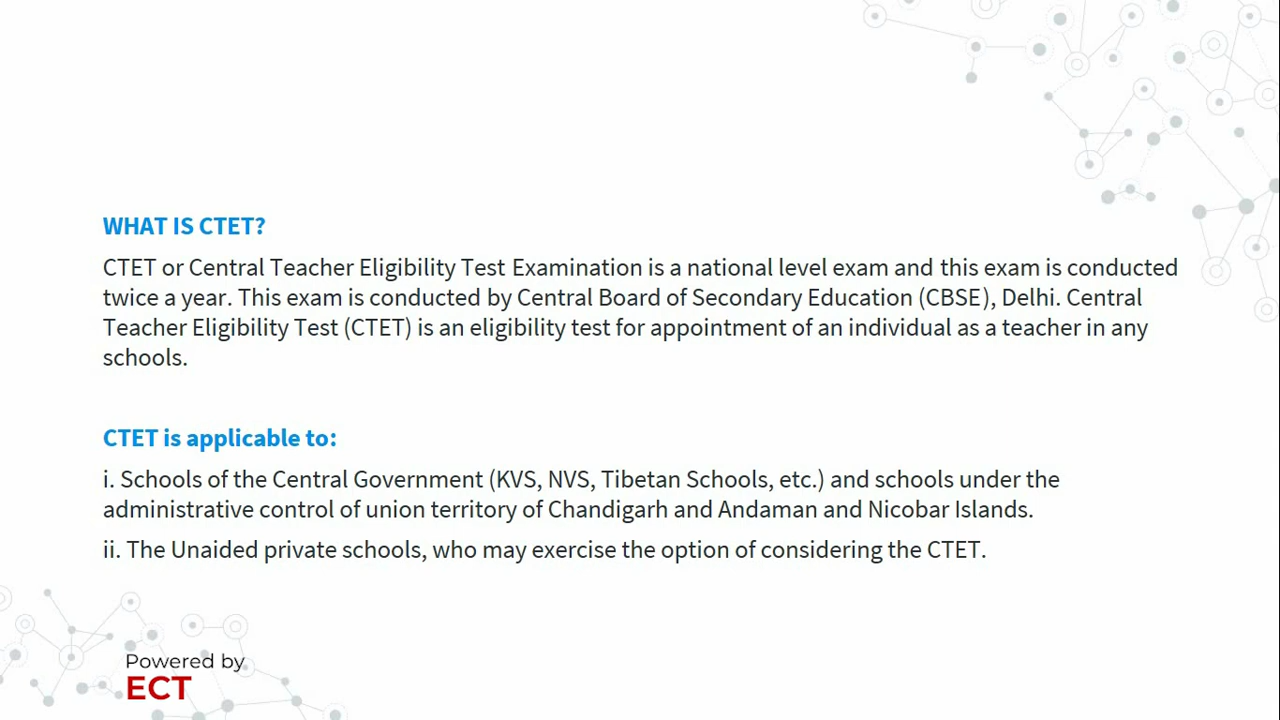 WHAT IS CTET?
CTET or Central Teacher Eligibility Test Examination is a national level exam and this exam is conducted
twice a year. This exam is conducted by Central Board of Secondary Education (CBSE), Delhi. Central
Teacher Eligibility Test (CTET) is an eligibility test for appointment of an individual as a teacher in any
schools.
CTET is applicable to:
i. Schools of the Central Government (KVS, NVS, Tibetan Schools, etc.) and schools under the
administrative control of union territory of Chandigarh and Andaman and Nicobar Islands.
ii. The Unaided private schools, who may exercise the option of considering the CTET.
Powered by
ECT